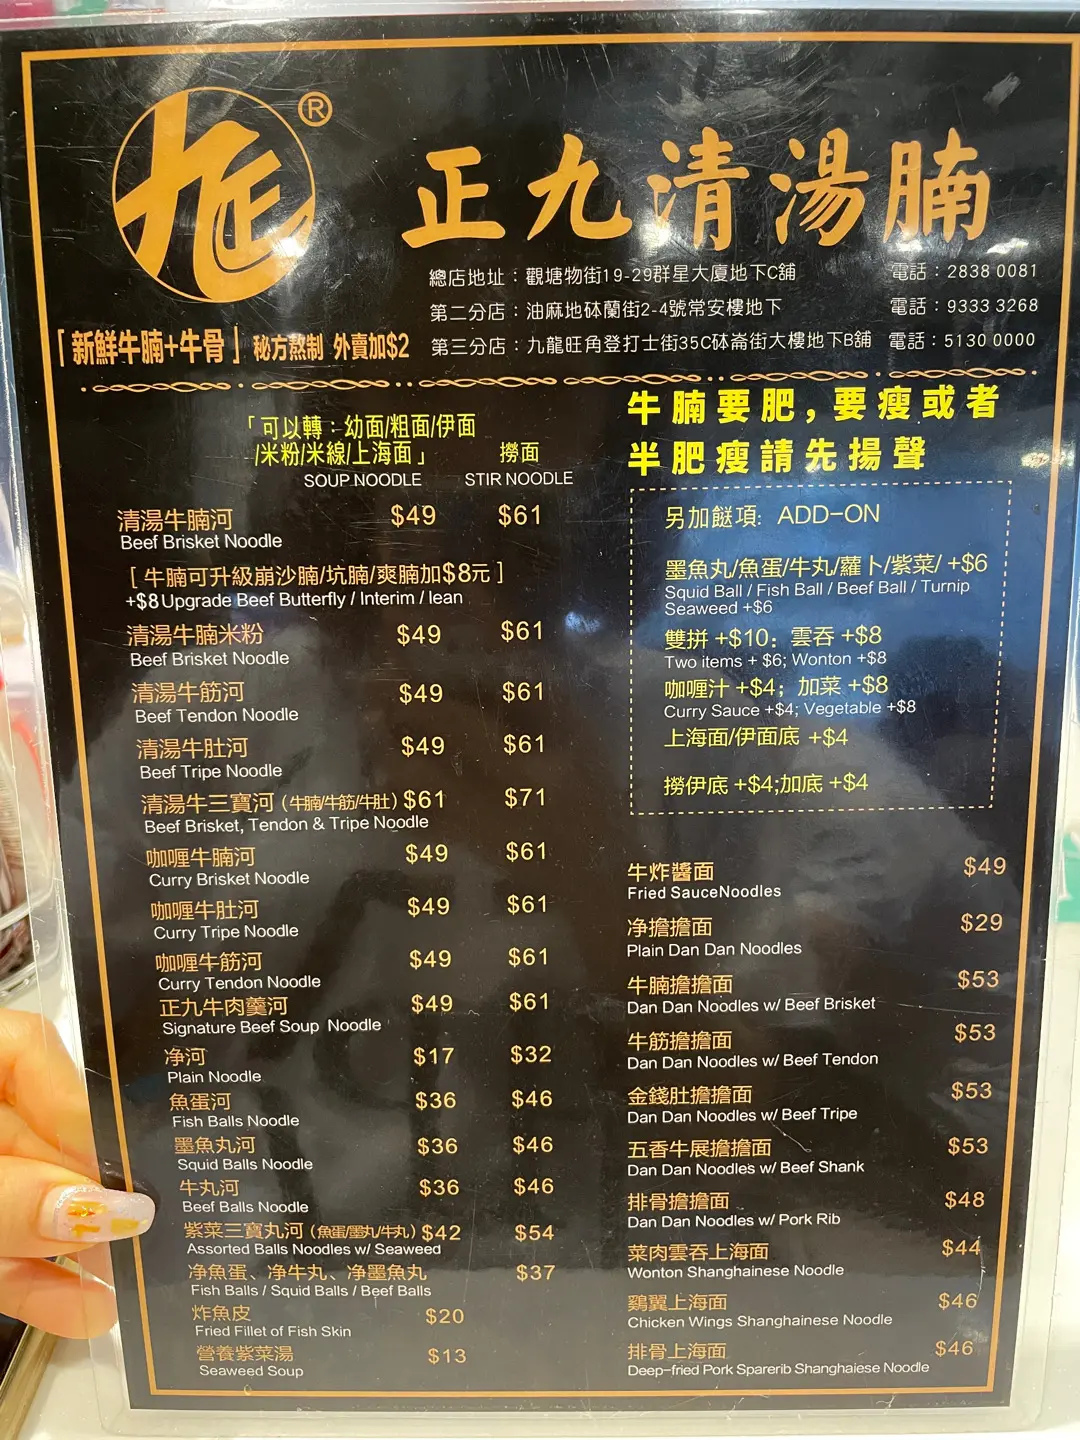 ®
正九清湯腩
總店地址：觀塘物街19-29群星大厦地下C舖 電話：2838 0081
第二分店：油麻地砵蘭街2-4號常安樓地下 電話：9333 3268
第三分店：九龍旺角登打士街35C砵崙街大樓地下B舖 電話：5130 0000
「新鮮牛腩+牛骨」秘方熬制 外賣加$2
「可以轉：幼面/粗面/伊面
/米粉/米線/上海面」 撈面
SOUP NOODLE STIR NOODLE
清湯牛腩河 $49 $61
Beef Brisket Noodle
[ 牛腩可升級崩沙腩/坑腩/爽腩加$8元 ]
+$8 Upgrade Beef Butterfly / Interim / lean
清湯牛腩米粉 $49 $61
Beef Brisket Noodle
清湯牛筋河 $49 $61
Beef Tendon Noodle
清湯牛肚河 $49 $61
Beef Tripe Noodle
清湯牛三寶河（牛腩/牛筋/牛肚）$61 $71
Beef Brisket, Tendon & Tripe Noodle
咖喱牛腩河 $49 $61
Curry Brisket Noodle
咖喱牛肚河 $49 $61
Curry Tripe Noodle
咖喱牛筋河 $49 $61
Curry Tendon Noodle
正九牛肉羹河 $49 $61
Signature Beef Soup Noodle
净河 $17 $32
Plain Noodle
魚蛋河 $36 $46
Fish Balls Noodle
墨魚丸河 $36 $46
Squid Balls Noodle
牛丸河 $36 $46
Beef Balls Noodle
紫菜三寶丸河（魚蛋/墨丸/牛丸）$42 $54
Assorted Balls Noodles w/ Seaweed
净魚蛋、净牛丸、净墨魚丸 $37
Fish Balls / Squid Balls / Beef Balls
炸魚皮 $20
Fried Fillet of Fish Skin
營養紫菜湯 $13
Seaweed Soup
牛腩要肥，要瘦或者
半肥瘦請先揚聲
另加餸項: ADD-ON
墨魚丸/魚蛋/牛丸/蘿卜/紫菜/ +$6
Squid Ball / Fish Ball / Beef Ball / Turnip
Seaweed +$6
雙拼 +$10: 雲吞 +$8
Two items + $6; Wonton +$8
咖喱汁 +$4; 加菜 +$8
Curry Sauce +$4; Vegetable +$8
上海面/伊面底 +$4
撈伊底 +$4;加底 +$4
牛炸醬面 $49
Fried SauceNoodles
净擔擔面 $29
Plain Dan Dan Noodles
牛腩擔擔面 $53
Dan Dan Noodles w/ Beef Brisket
牛筋擔擔面 $53
Dan Dan Noodles w/ Beef Tendon
金錢肚擔擔面 $53
Dan Dan Noodles w/ Beef Tripe
五香牛展擔擔面 $53
Dan Dan Noodles w/ Beef Shank
排骨擔擔面 $48
Dan Dan Noodles w/ Pork Rib
菜肉雲吞上海面 $44
Wonton Shanghainese Noodle
鷄翼上海面 $46
Chicken Wings Shanghainese Noodle
排骨上海面 $46
Deep-fried Pork Sparerib Shanghaiese Noodle